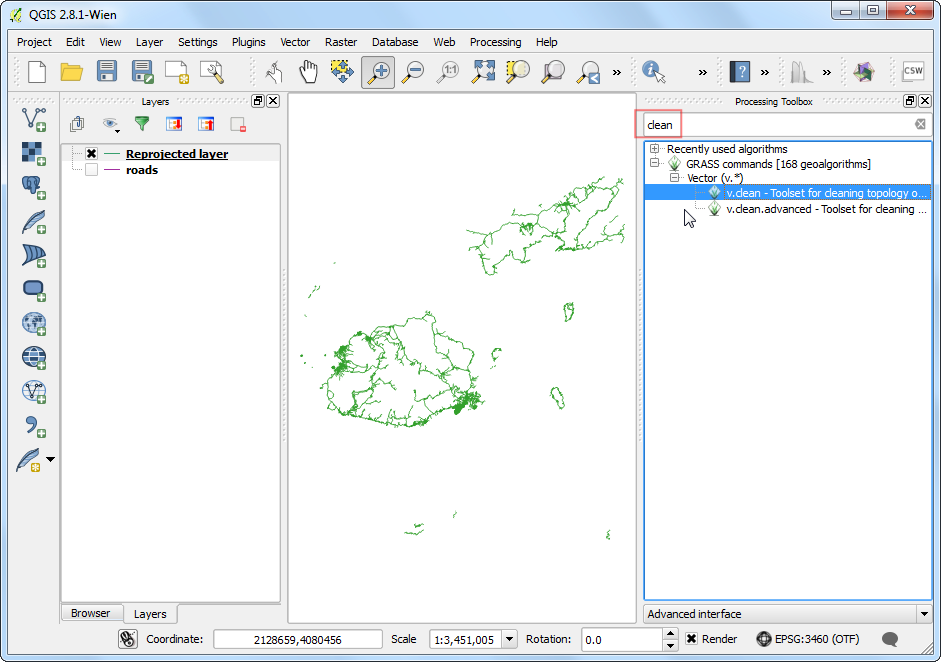 QGIS 2.8.1-Wien
Project Edit View Layer Settings Plugins Vector Raster Database Web Processing Help
1:1
»
»
?
»
»
CSW
Layers
Processing Toolbox
clean
Reprojected layer
roads
Recently used algorithms
GRASS commands [168 geoalgorithms]
Vector (v.*)
v.clean - Toolset for cleaning topology o...
v.clean.advanced - Toolset for cleaning ...
Browser
Layers
Advanced interface
Coordinate: 2128659,4080456 Scale 1:3,451,005 Rotation: 0.0 Render EPSG:3460 (OTF)